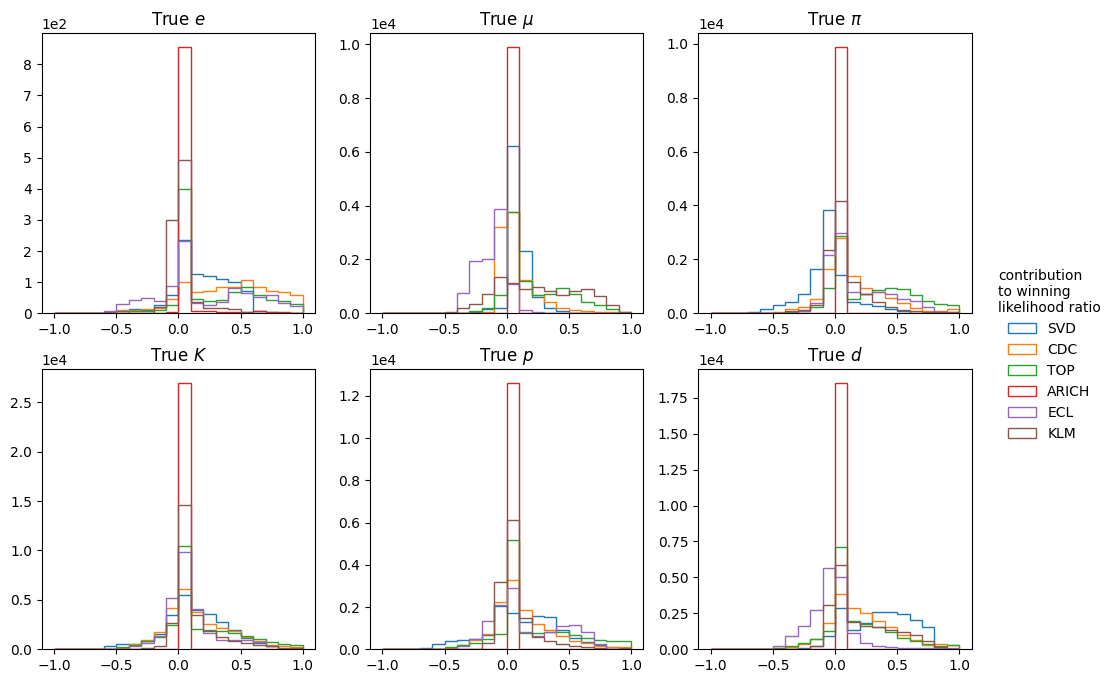 True e
1e2
8
7
6
5
4
3
2
1
0
−1.0 −0.5 0.0 0.5 1.0
True μ
1e4
1.0
0.8
0.6
0.4
0.2
0.0
−1.0 −0.5 0.0 0.5 1.0
True π
1e4
1.0
0.8
0.6
0.4
0.2
0.0
−1.0 −0.5 0.0 0.5 1.0
True K
1e4
2.5
2.0
1.5
1.0
0.5
0.0
−1.0 −0.5 0.0 0.5 1.0
True p
1e4
1.2
1.0
0.8
0.6
0.4
0.2
0.0
−1.0 −0.5 0.0 0.5 1.0
True d
1e4
1.75
1.50
1.25
1.00
0.75
0.50
0.25
0.00
−1.0 −0.5 0.0 0.5 1.0
contribution
to winning
likelihood ratio
SVD
CDC
TOP
ARICH
ECL
KLM